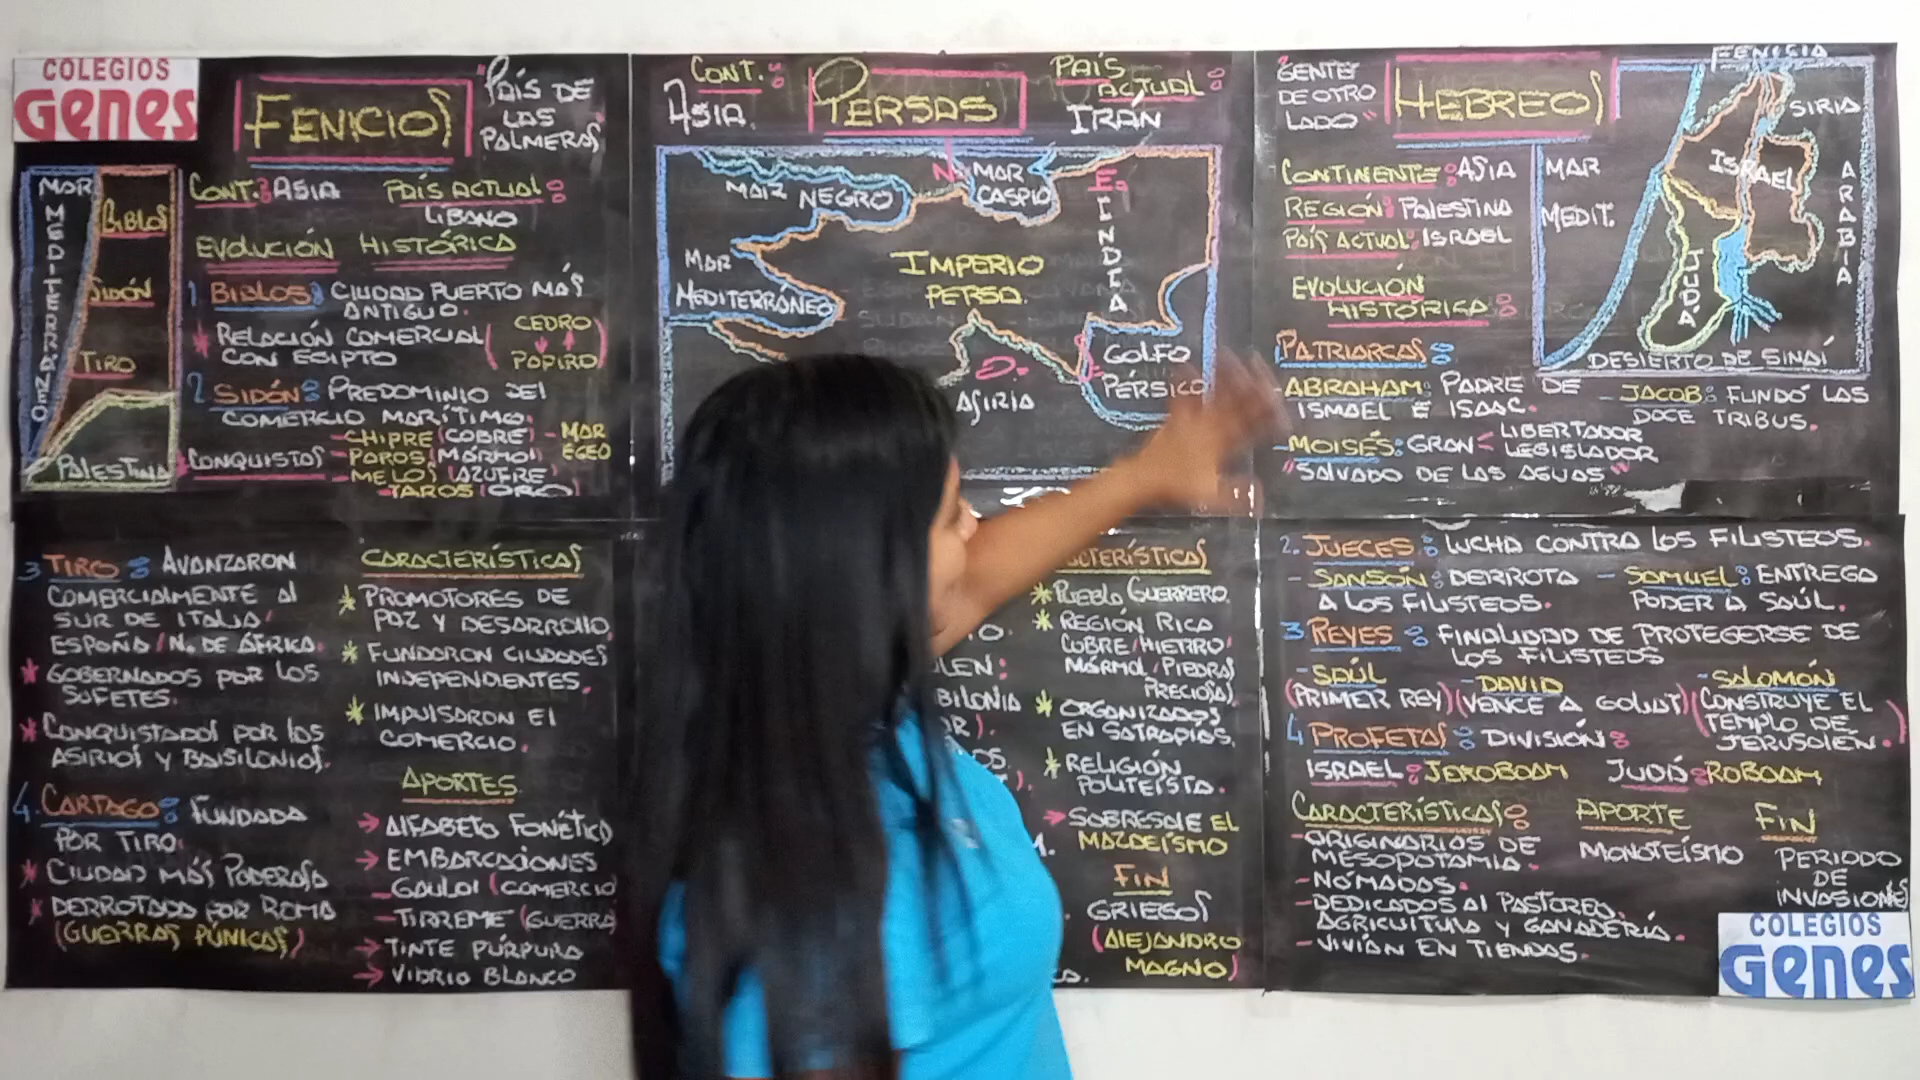 COLEGIOS
Genes
FENICIOS
"PAÍS DE
LAS
PALMERAS"
MAR
MEDITERRÁNEO
BIBLOS
SIDÓN
TIRO
PALESTINA
CONT.: ASIA
PAÍS ACTUAL:
LÍBANO
EVOLUCIÓN HISTÓRICA
1. BIBLOS: CIUDAD PUERTO MÁS
ANTIGUO.
* RELACIÓN COMERCIAL
CON EGIPTO
(CEDRO
PAPIRO)
2. SIDÓN: PREDOMINIO DEL
COMERCIO MARÍTIMO.
CONQUISTAS
- CHIPRE (COBRE) - MAR
EGEO
- PAROS (MÁRMOL
- MELOS (AZUFRE
- TAROS (ORO)
3 TIRO: AVANZARON
COMERCIALMENTE AL
SUR DE ITALIA,
ESPAÑA, N. DE ÁFRICA.
* GOBERNADOS POR LOS
SUFETES.
* CONQUISTADOS POR LOS
ASIRIOS Y BABILONIOS.
4. CARTAGO: FUNDADA
POR TIRO.
* CIUDAD MÁS PODEROSA
* DERROTADA POR ROMA
(GUERRAS PÚNICAS)
CARACTERÍSTICAS
* PROMOTORES DE
PAZ Y DESARROLLO.
* FUNDARON CIUDADES
INDEPENDIENTES.
* IMPULSARON EL
COMERCIO.
APORTES
→ ALFABETO FONÉTICO
→ EMBARCACIONES
- GAULOI (COMERCIO
- TIRREME (GUERRA
→ TINTE PÚRPURA
→ VIDRIO BLANCO
CONT.:
ASIA.
PERSAS
PAÍS
ACTUAL:
IRÁN
MAR NEGRO
N.
MAR
CASPIO
E.
INDIA
MAR
MEDITERRÁNEO
IMPERIO
PERSA.
O.
ASIRIA
GOLFO
PÉRSICO
CTERÍSTICAS
* PUEBLO GUERRERO.
* REGIÓN RICA
COBRE, HIERRO,
MÁRMOL, PIEDRAS
PRECIOSAS
* ORGANIZADOS
EN SATRAPÍAS.
* RELIGIÓN
POLITEÍSTA.
→ SOBRESALE EL
MAZDEÍSMO
FIN
GRIEGOS
(ALEJANDRO
MAGNO)
"GENTE
DE OTRO
LADO"
HEBREOS
FENICIA
SIRIA
ISRAEL
ARABIA
MAR
MEDIT.
JUDÁ
DESIERTO DE SINAÍ
CONTINENTE: ASIA
REGIÓN: PALESTINA
PAÍS ACTUAL: ISRAEL
EVOLUCIÓN
HISTÓRICA:
PATRIARCAS:
- ABRAHAM: PADRE DE
ISMAEL E ISAAC.
- JACOB: FUNDÓ LAS
DOCE TRIBUS.
- MOISÉS: GRAN < LIBERTADOR
LEGISLADOR
"SALVADO DE LAS AGUAS"
2. JUECES: LUCHA CONTRA LOS FILISTEOS.
- SANSÓN: DERROTA
A LOS FILISTEOS.
- SAMUEL: ENTREGA
PODER A SAÚL.
3 REYES: FINALIDAD DE PROTEGERSE DE
LOS FILISTEOS
- SAÚL
(PRIMER REY)
- DAVID
(VENCE A GOLIAT)
- SALOMÓN
(CONSTRUYE EL
TEMPLO DE
JERUSALÉN.)
4 PROFETAS: DIVISIÓN:
ISRAEL: JEROBOAM JUDÁ: ROBOAM
CARACTERÍSTICAS:
- ORIGINARIOS DE
MESOPOTAMIA.
- NÓMADAS.
- DEDICADOS AL PASTOREO,
AGRICULTURA Y GANADERÍA.
- VIVÍAN EN TIENDAS.
APORTE
MONOTEÍSMO
FIN
PERIODO
DE
INVASIONES
COLEGIOS
Genes